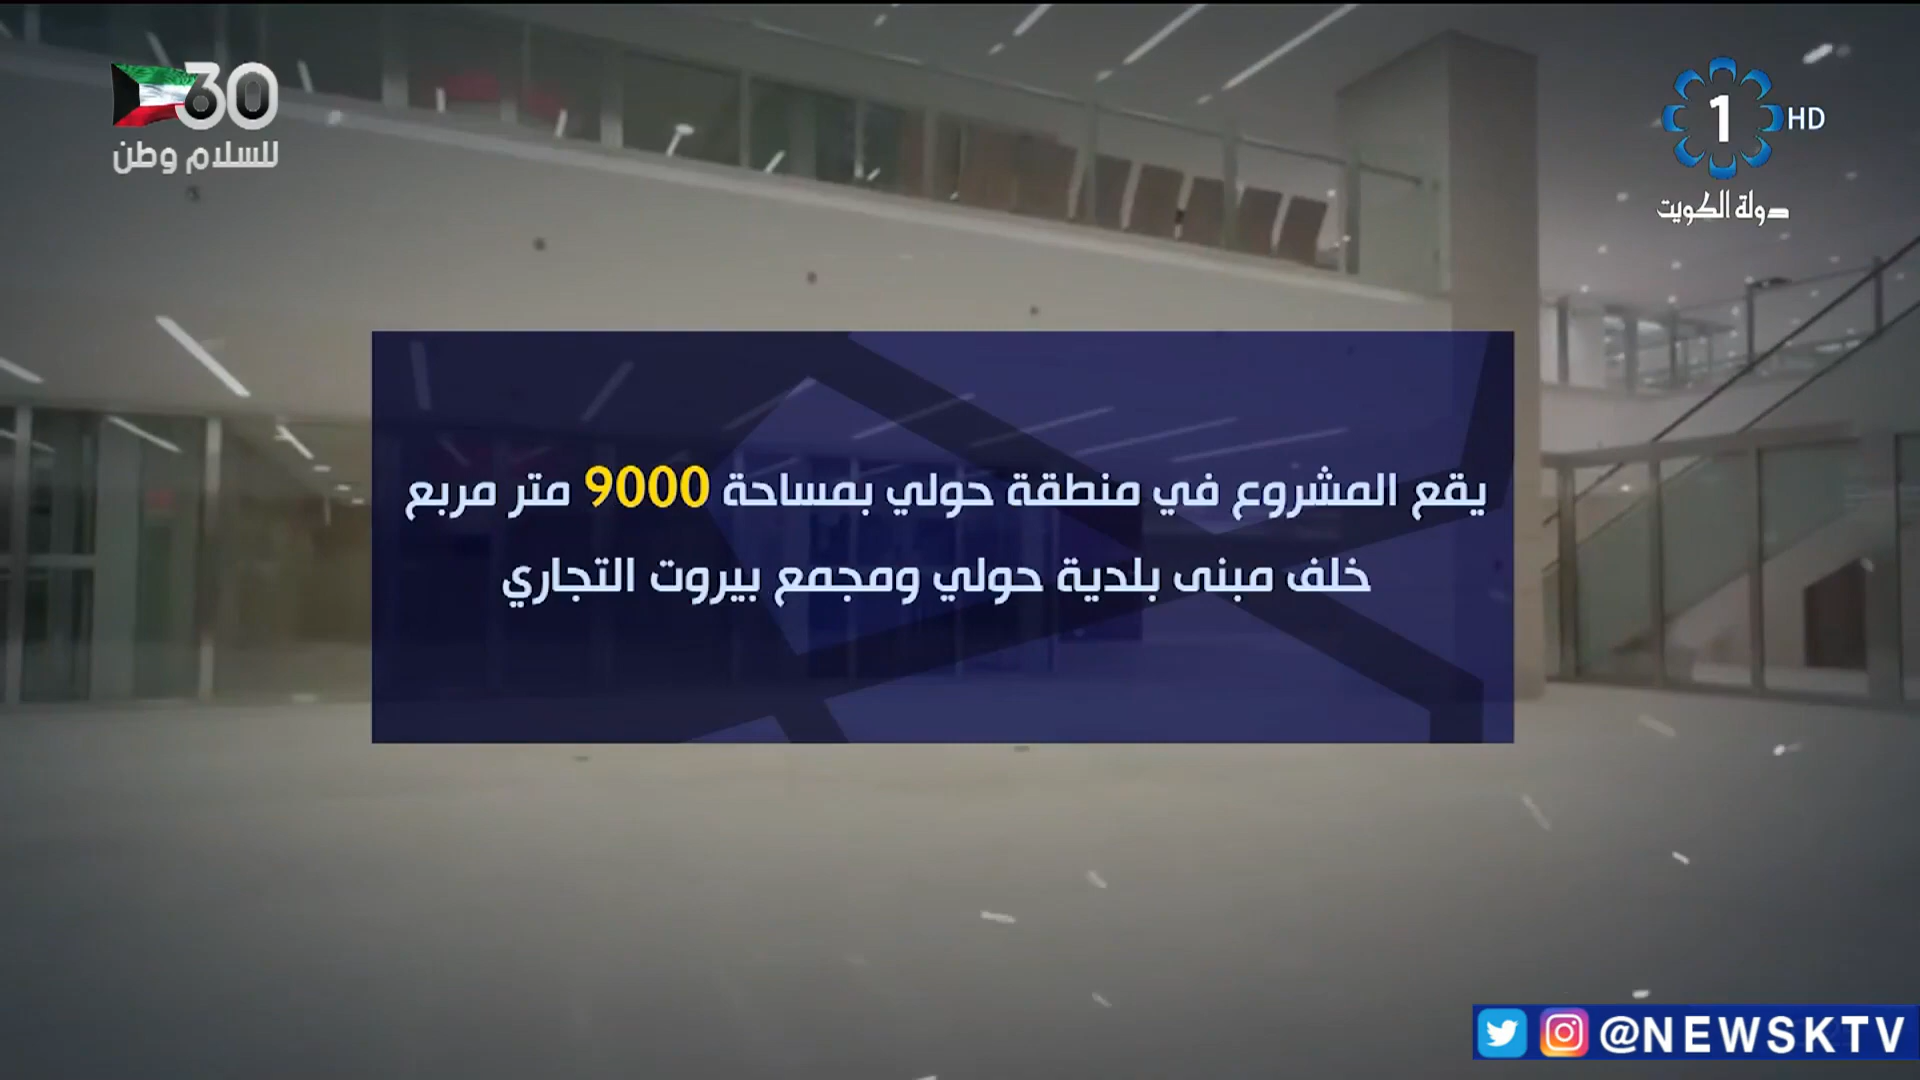 30
للسلام وطن
1 HD
دولة الكويت
يقع المشروع في منطقة حولي بمساحة 9000 متر مربع
خلف مبنى بلدية حولي ومجمع بيروت التجاري
@NEWSKTV